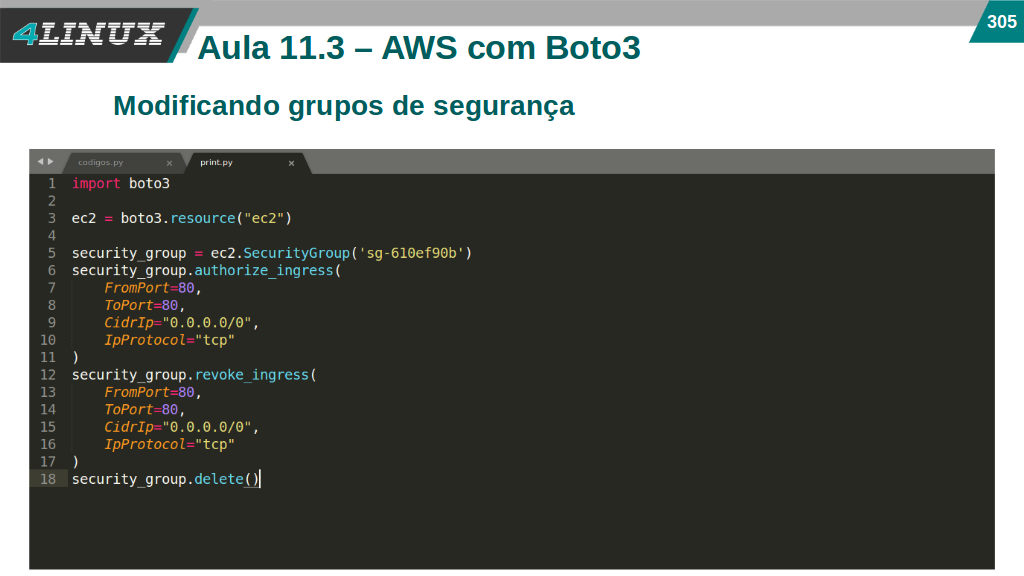 4LINUX
305
Aula 11.3 – AWS com Boto3
Modificando grupos de segurança
codigos.py × print.py ×
1 import boto3
2
3 ec2 = boto3.resource("ec2")
4
5 security_group = ec2.SecurityGroup('sg-610ef90b')
6 security_group.authorize_ingress(
7     FromPort=80,
8     ToPort=80,
9     CidrIp="0.0.0.0/0",
10     IpProtocol="tcp"
11 )
12 security_group.revoke_ingress(
13     FromPort=80,
14     ToPort=80,
15     CidrIp="0.0.0.0/0",
16     IpProtocol="tcp"
17 )
18 security_group.delete()